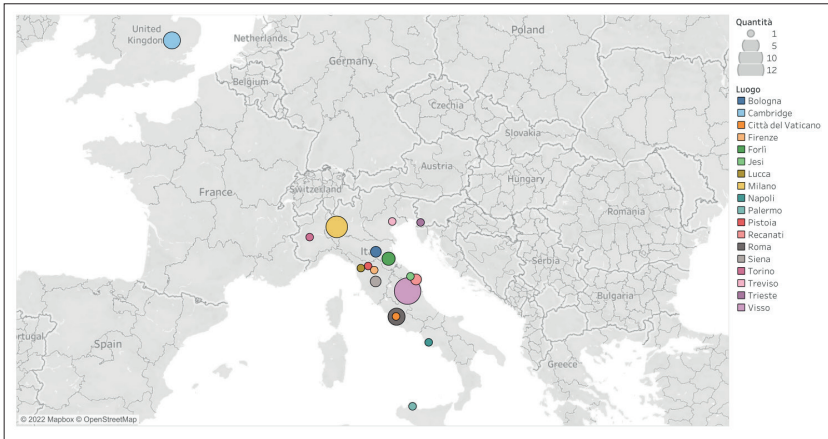 United
Kingdom
Netherlands
Poland
Germany
Belgium
Czechia
Slovakia
Austria
Hungary
France
Switzerland
Romania
Ita
Serbia
Bulgaria
Spain
Greece
© 2022 Mapbox © OpenStreetMap
Quantità
1
5
10
12
Luogo
Bologna
Cambridge
Città del Vaticano
Firenze
Forlì
Jesi
Lucca
Milano
Napoli
Palermo
Pistoia
Recanati
Roma
Siena
Torino
Treviso
Trieste
Visso